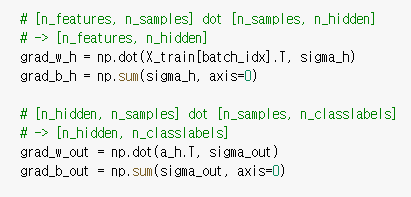 # [n_features, n_samples] dot [n_samples, n_hidden]
# -> [n_features, n_hidden]
grad_w_h = np.dot(X_train[batch_idx].T, sigma_h)
grad_b_h = np.sum(sigma_h, axis=0)
# [n_hidden, n_samples] dot [n_samples, n_classlabels]
# -> [n_hidden, n_classlabels]
grad_w_out = np.dot(a_h.T, sigma_out)
grad_b_out = np.sum(sigma_out, axis=0)